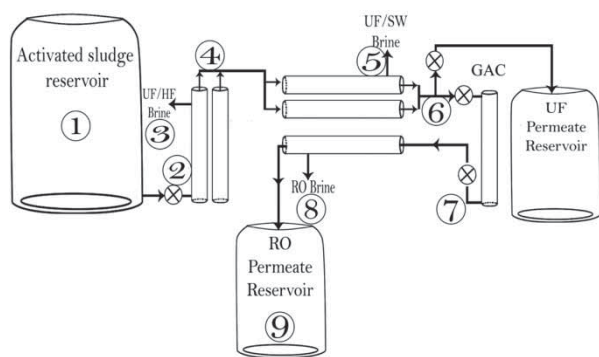 Activated sludge
reservoir
①
②
UF/HF
Brine
③
④
UF/SW
Brine
⑤
⑥
GAC
UF
Permeate
Reservoir
⑦
RO Brine
⑧
RO
Permeate
Reservoir
⑨